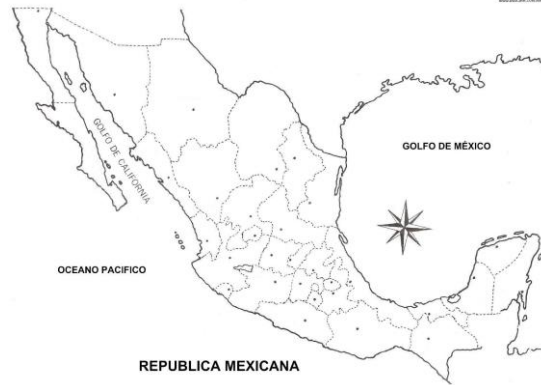 GOLFO DE CALIFORNIA
GOLFO DE MÉXICO
OCEANO PACIFICO
REPUBLICA MEXICANA